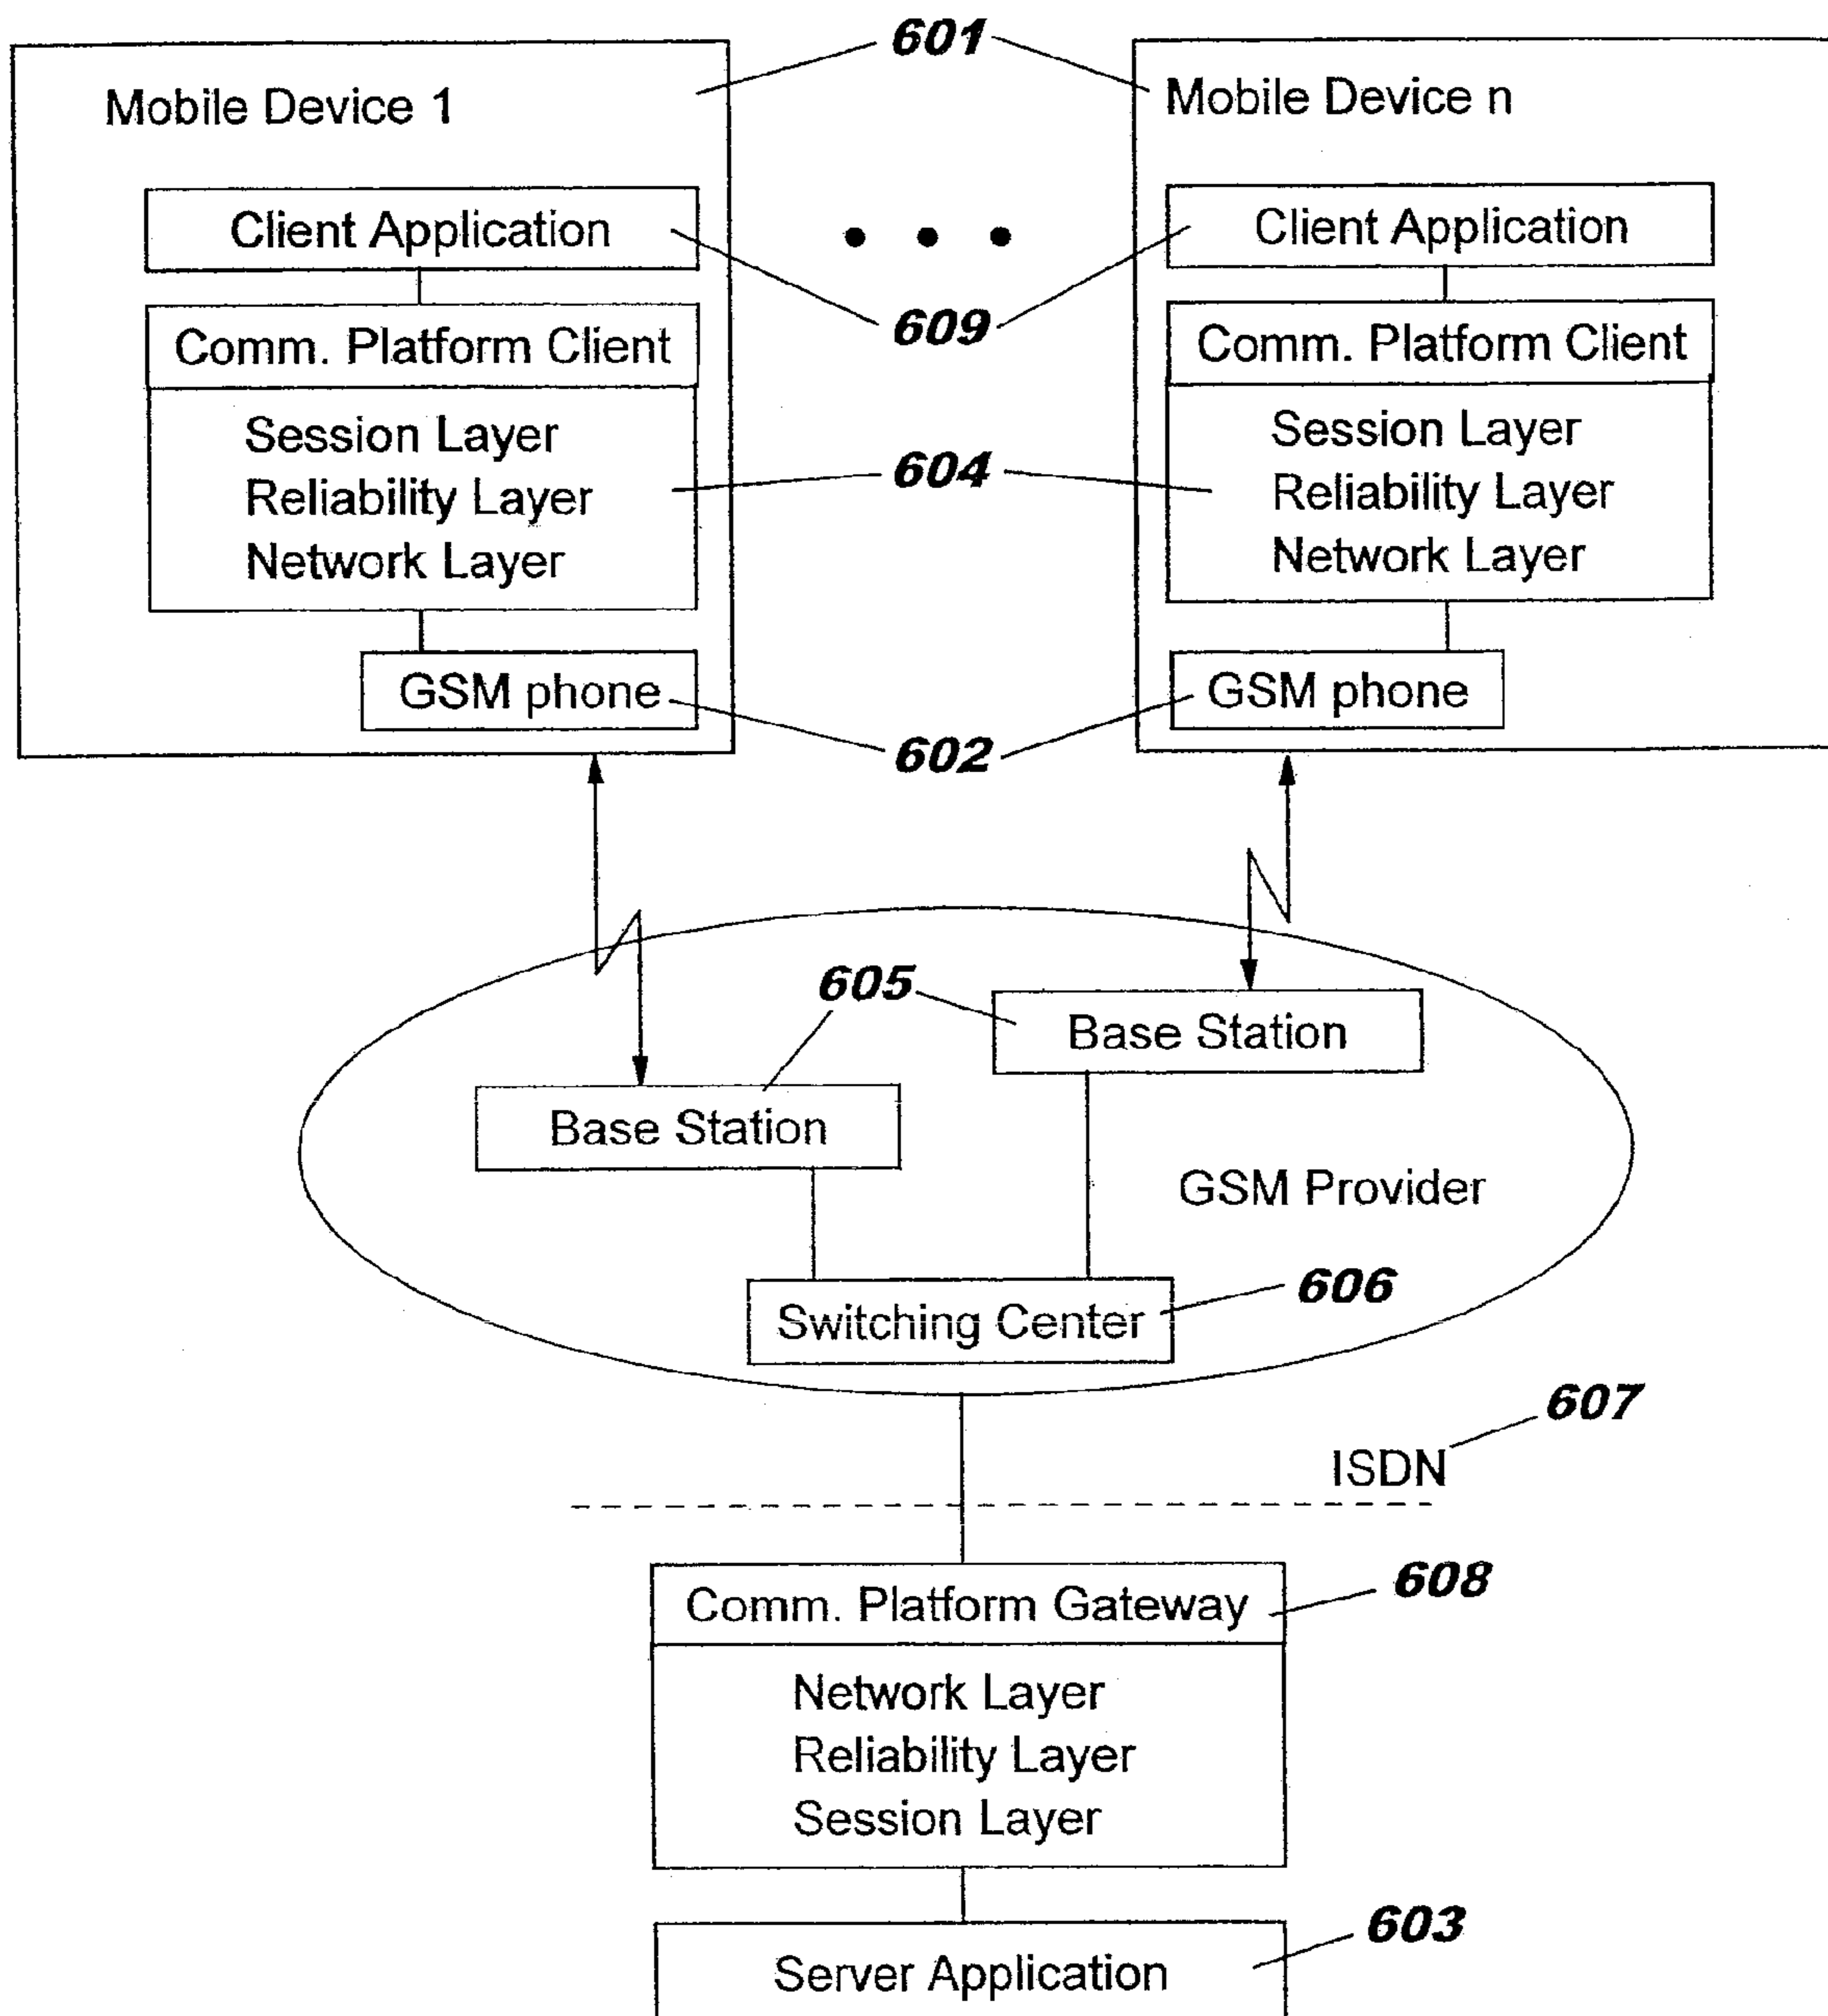 601
Mobile Device 1
Mobile Device n
Client Application
Client Application
609
Comm. Platform Client
Comm. Platform Client
Session Layer
Reliability Layer
Network Layer
604
Session Layer
Reliability Layer
Network Layer
GSM phone
GSM phone
602
605
Base Station
Base Station
GSM Provider
606
Switching Center
607
ISDN
608
Comm. Platform Gateway
Network Layer
Reliability Layer
Session Layer
603
Server Application